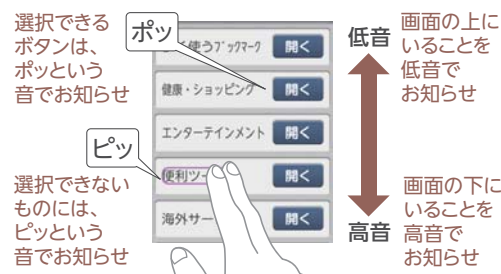 選択できる
ボタンは、
ポッという
音でお知らせ
ポッ
使うブックマーク
開く
健康・ショッピング
開く
エンターテインメント
開く
ピッ
便利ツー
開く
海外サー
開く
選択できない
ものには、
ピッという
音でお知らせ
低音
画面の上に
いることを
低音で
お知らせ
高音
画面の下に
いることを
高音で
お知らせ